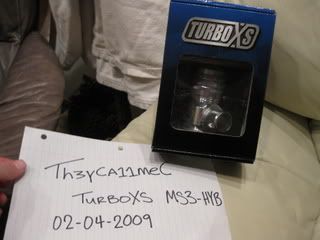 TURBOXS
Th3yCA11meC
TURBOXS MS3-HYB
02-04-2009